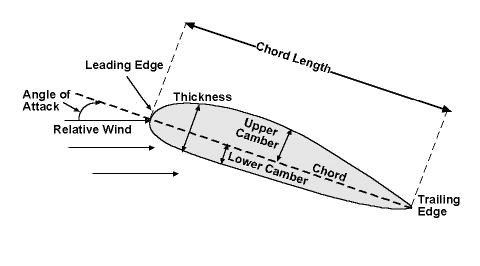 Chord Length
Leading Edge
Angle of
Attack
Thickness
Relative Wind
Upper
Camber
Lower Camber
Chord
Trailing
Edge